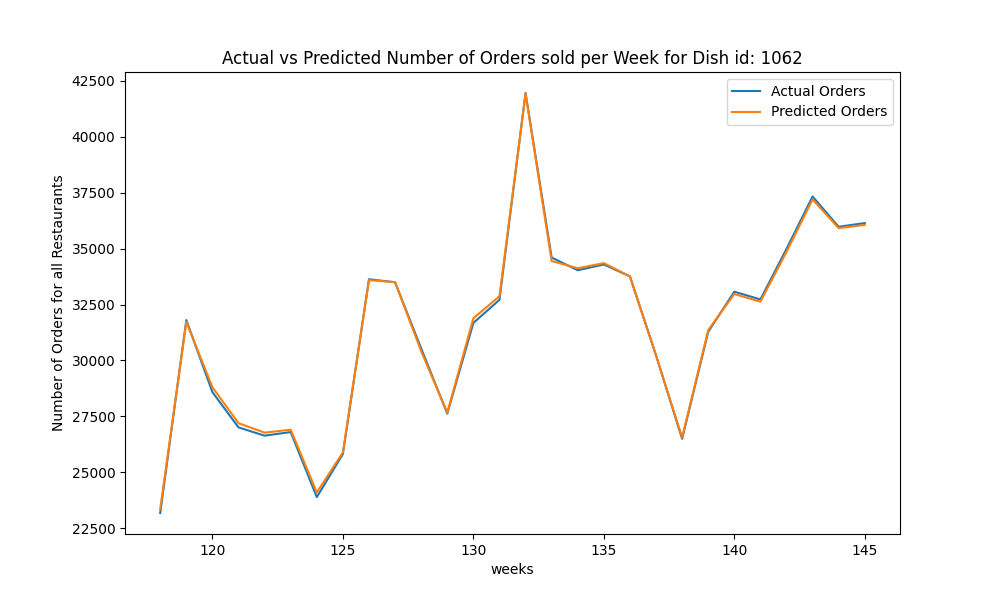 Actual vs Predicted Number of Orders sold per Week for Dish id: 1062
Actual Orders
Predicted Orders
Number of Orders for all Restaurants
42500
40000
37500
35000
32500
30000
27500
25000
22500
120 125 130 135 140 145
weeks